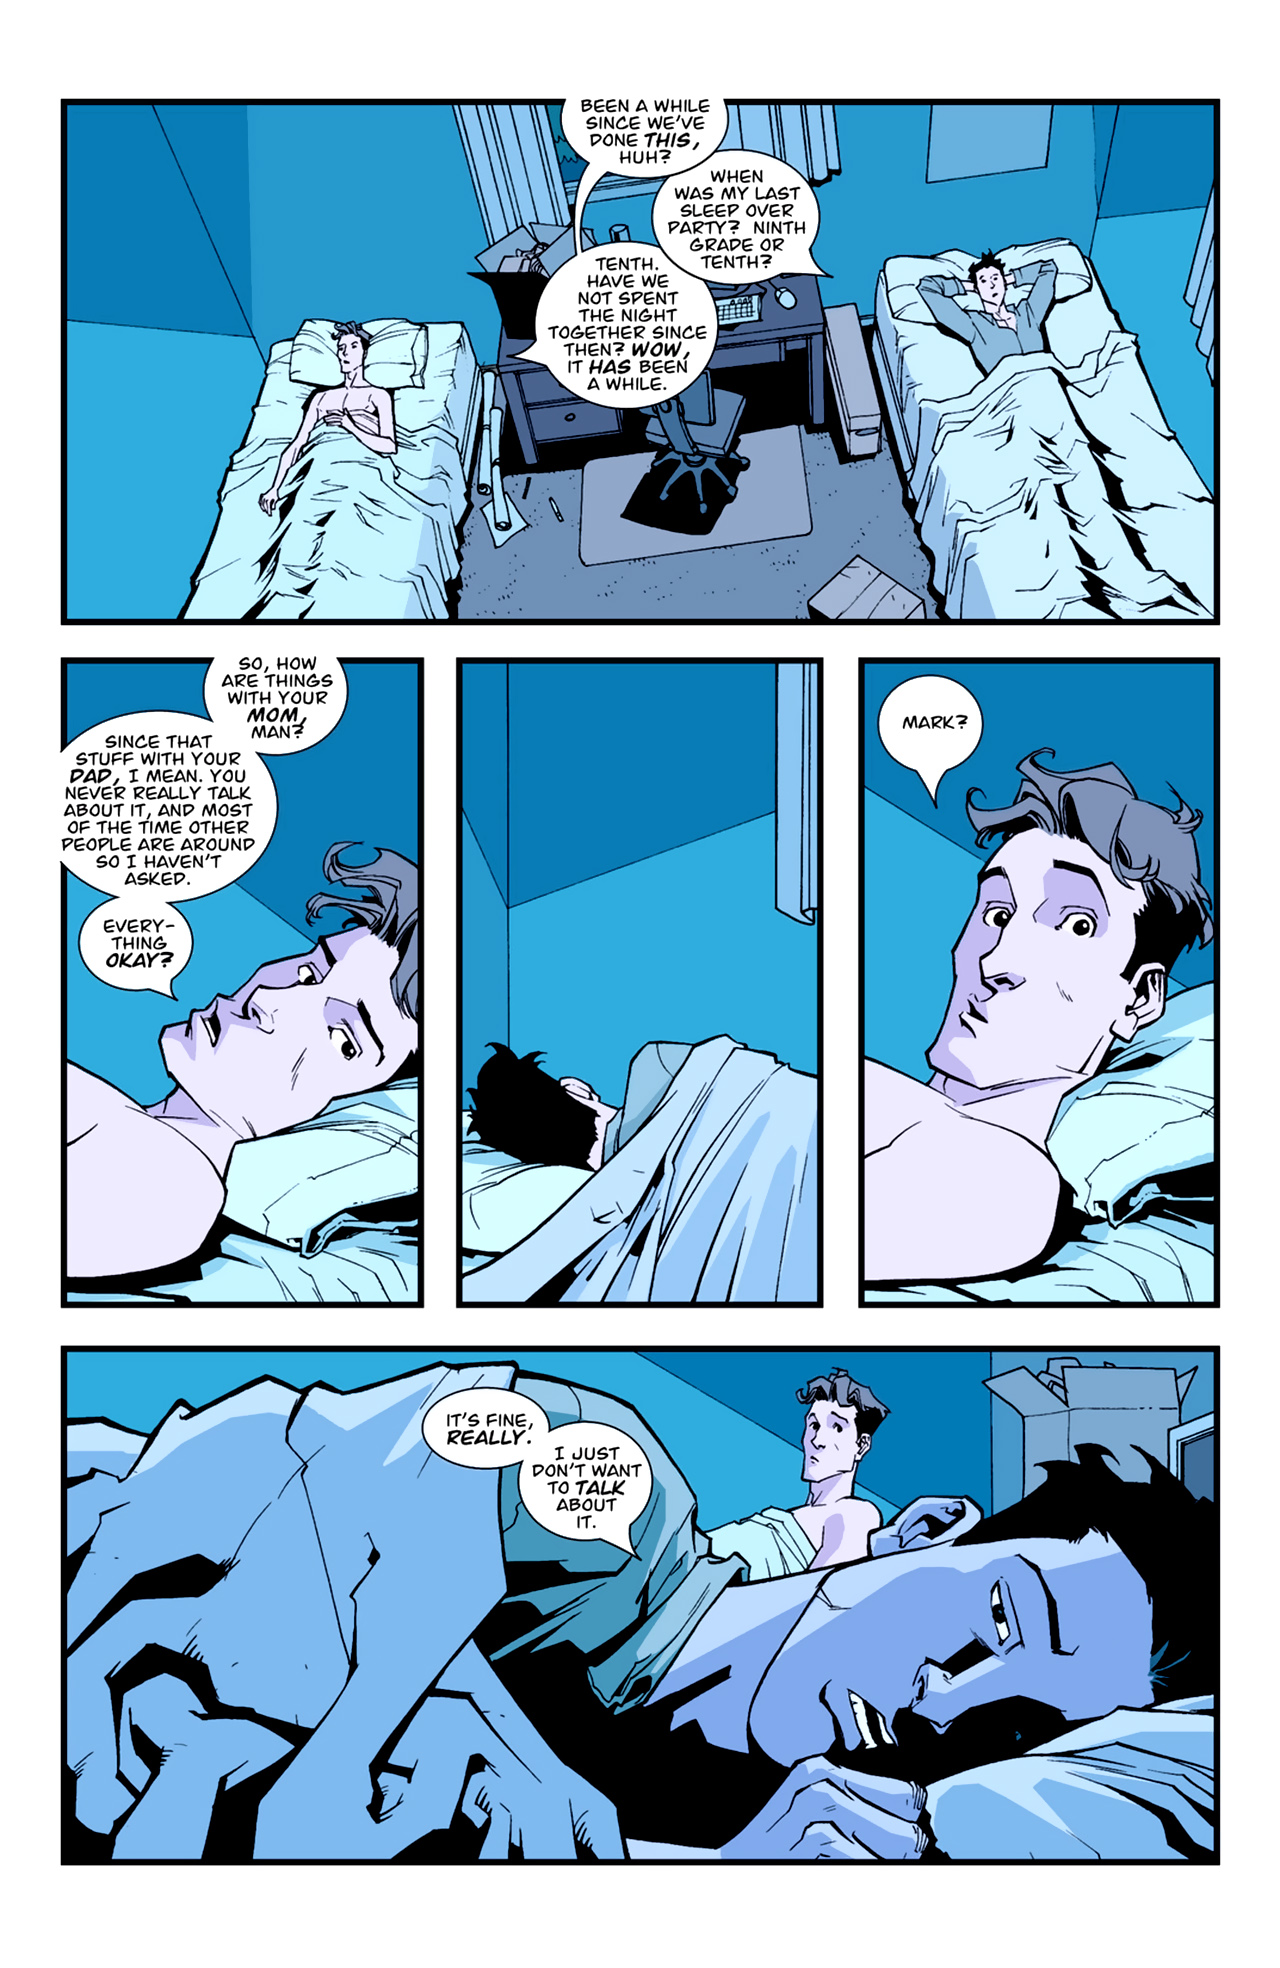 BEEN A WHILE
SINCE WE'VE
DONE THIS,
HUH?
WHEN
WAS MY LAST
SLEEP OVER
PARTY? NINTH
GRADE OR
TENTH?
TENTH.
HAVE WE
NOT SPENT
THE NIGHT
TOGETHER SINCE
THEN? WOW,
IT HAS BEEN
A WHILE.
SO, HOW
ARE THINGS
WITH YOUR
MOM,
MAN?
SINCE THAT
STUFF WITH YOUR
DAD, I MEAN. YOU
NEVER REALLY TALK
ABOUT IT, AND MOST
OF THE TIME OTHER
PEOPLE ARE AROUND
SO I HAVEN'T
ASKED.
EVERY-
THING
OKAY?
MARK?
IT'S FINE,
REALLY.
I JUST
DON'T WANT
TO TALK
ABOUT
IT.